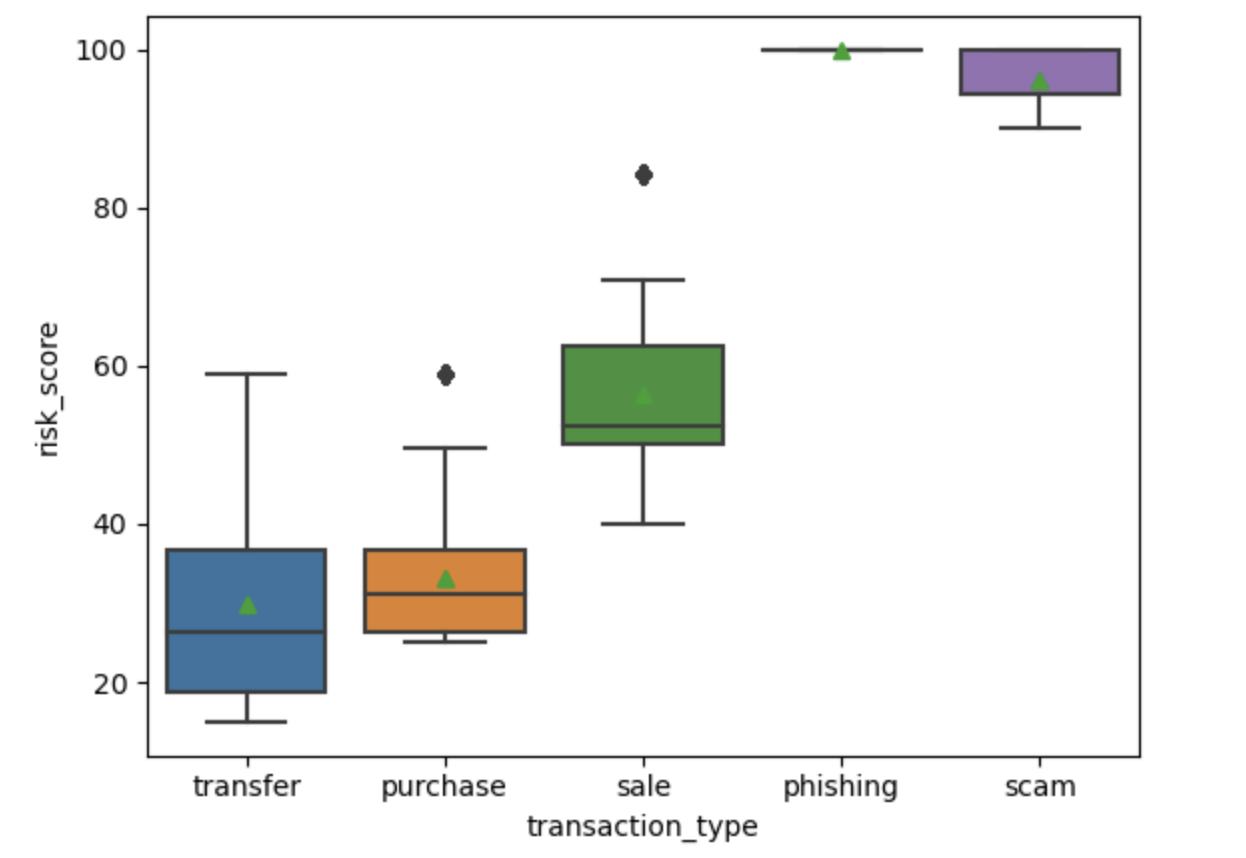 100
80
60
40
20
risk_score
transfer purchase sale phishing scam
transaction_type